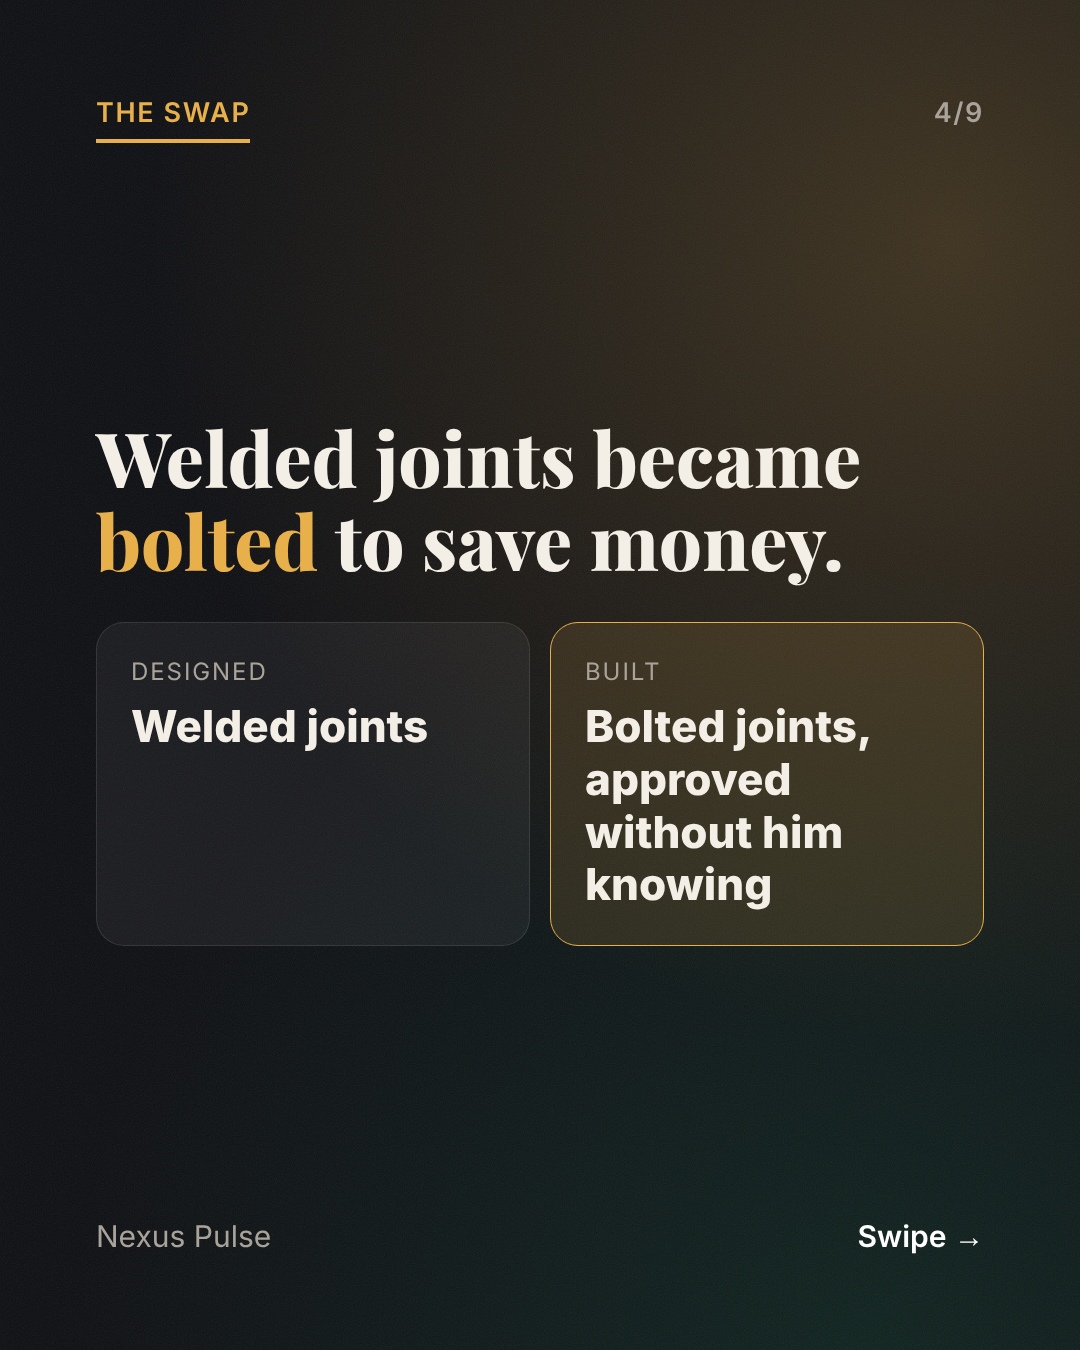 THE SWAP
4/9
Welded joints became
bolted to save money.
DESIGNED
Welded joints
BUILT
Bolted joints,
approved
without him
knowing
Nexus Pulse
Swipe →